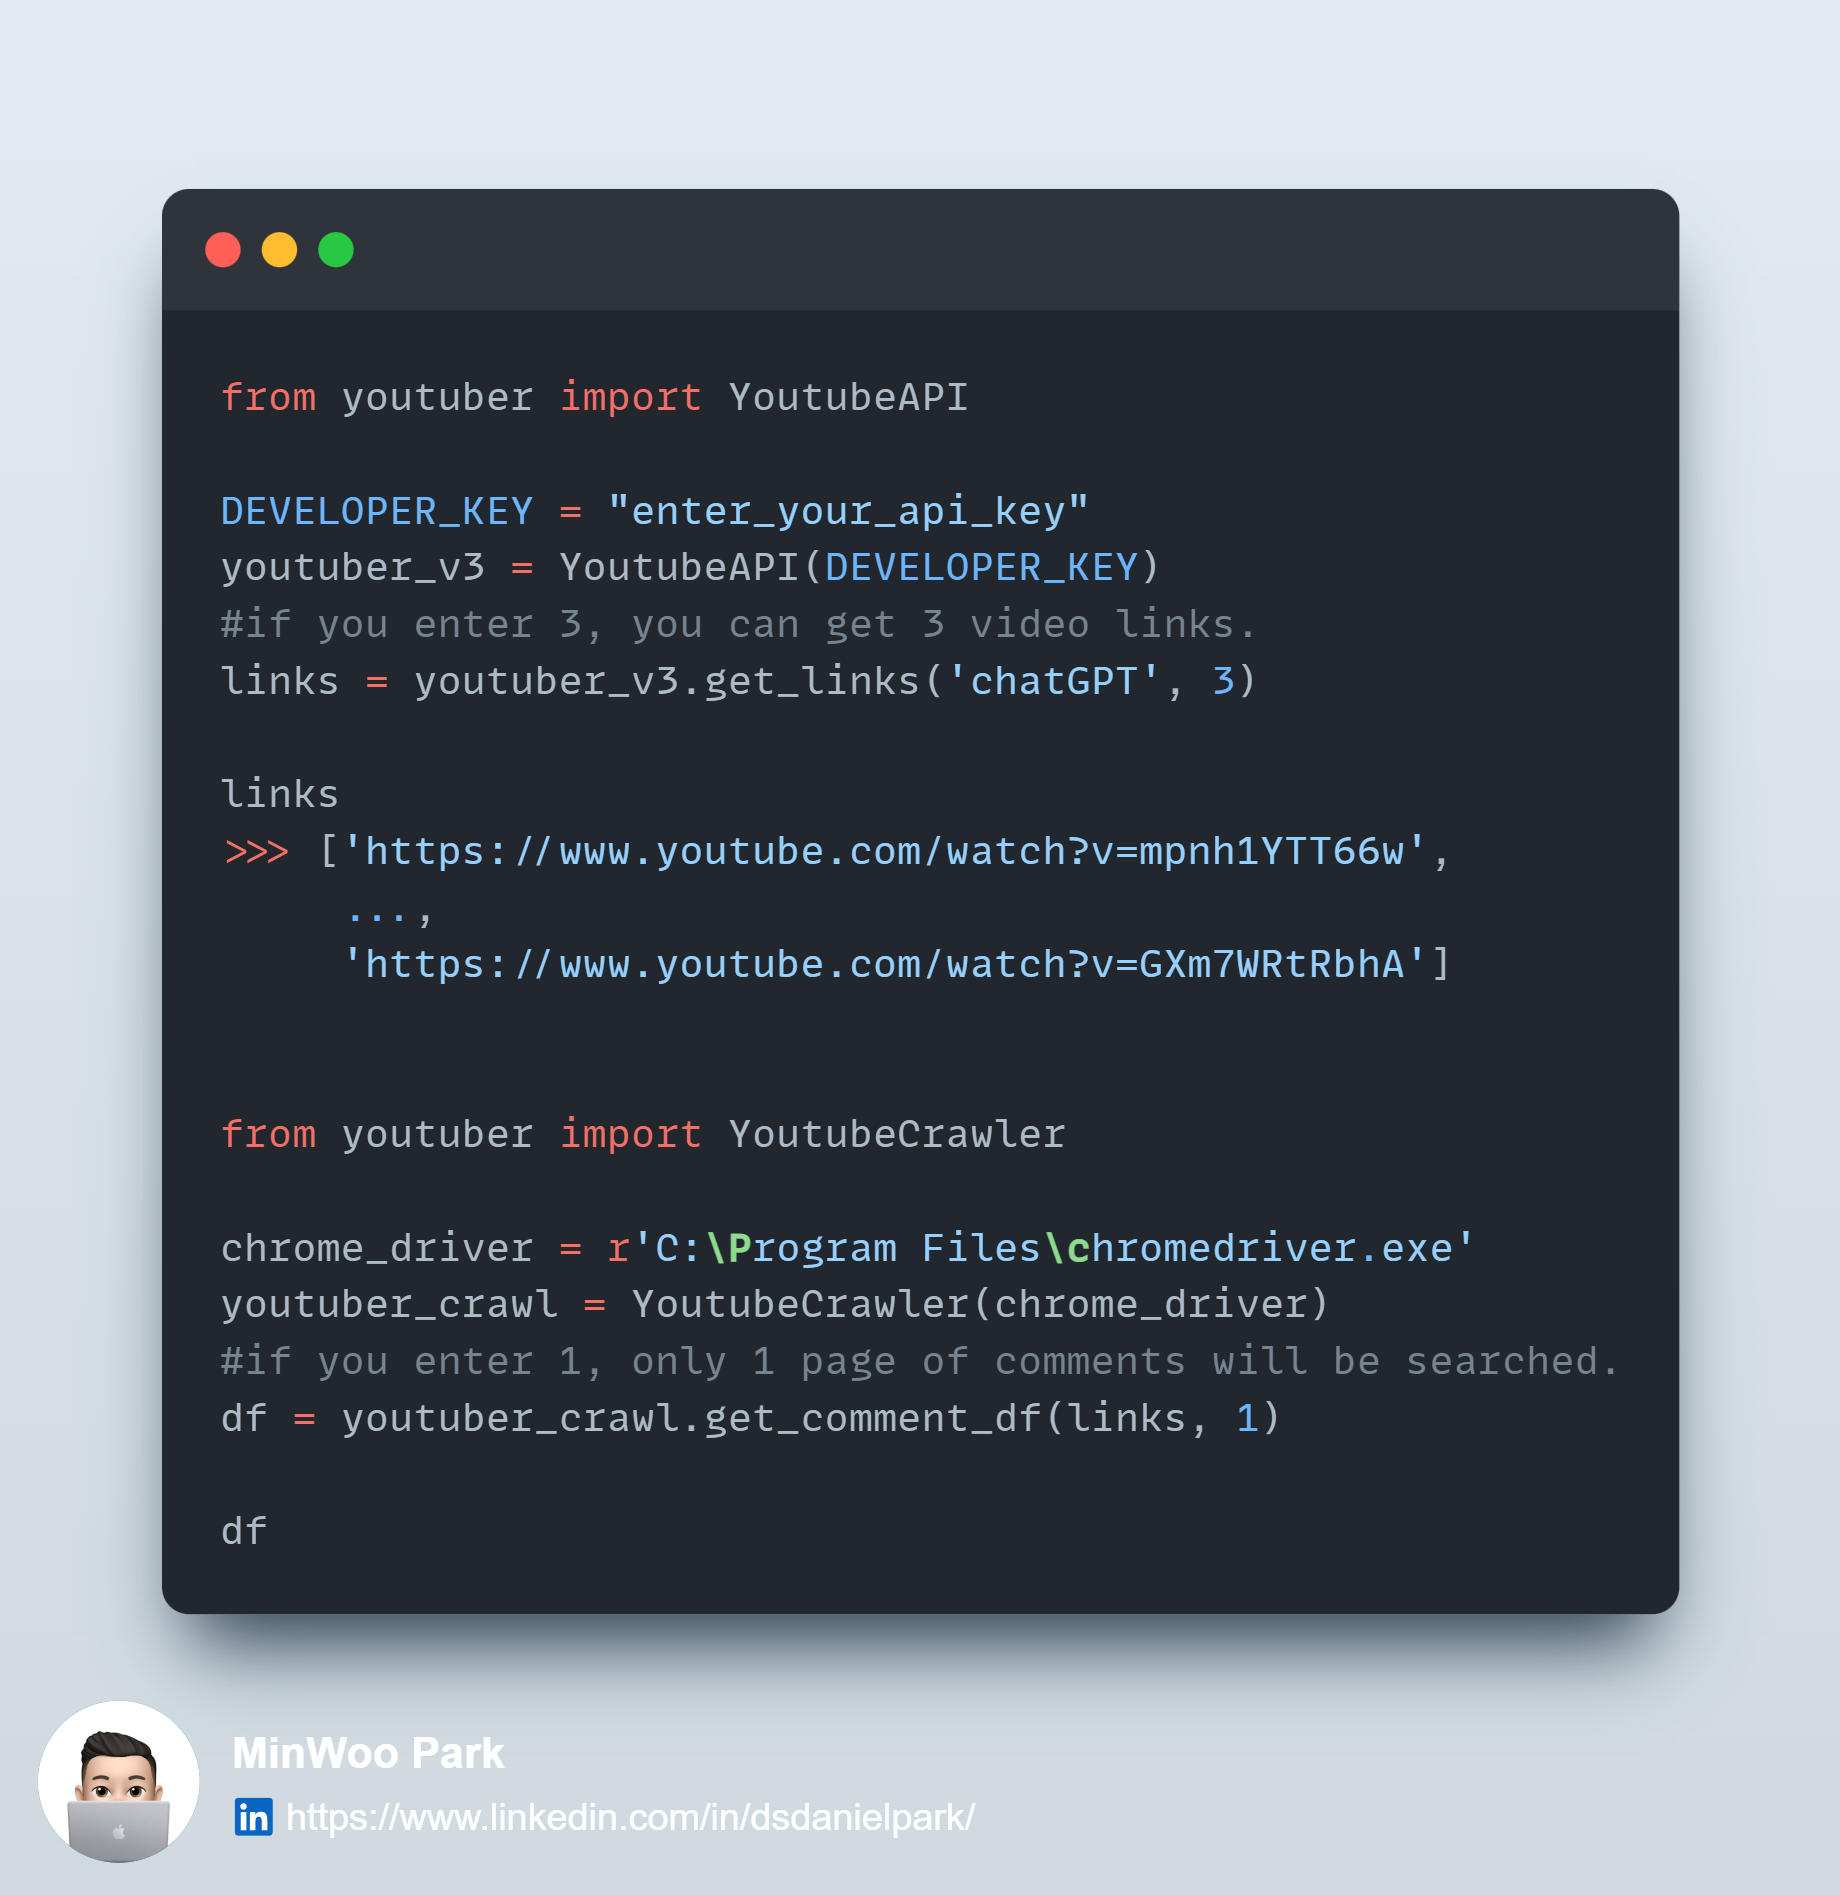 from youtuber import YoutubeAPI
DEVELOPER_KEY = "enter_your_api_key"
youtuber_v3 = YoutubeAPI(DEVELOPER_KEY)
#if you enter 3, you can get 3 video links.
links = youtuber_v3.get_links('chatGPT', 3)
links
>>> ['https://www.youtube.com/watch?v=mpnh1YTT66w',
...,
'https://www.youtube.com/watch?v=GXm7WRtRbhA']
from youtuber import YoutubeCrawler
chrome_driver = r'C:\Program Files\chromedriver.exe'
youtuber_crawl = YoutubeCrawler(chrome_driver)
#if you enter 1, only 1 page of comments will be searched.
df = youtuber_crawl.get_comment_df(links, 1)
df
MinWoo Park
in https://www.linkedin.com/in/dsdanielpark/